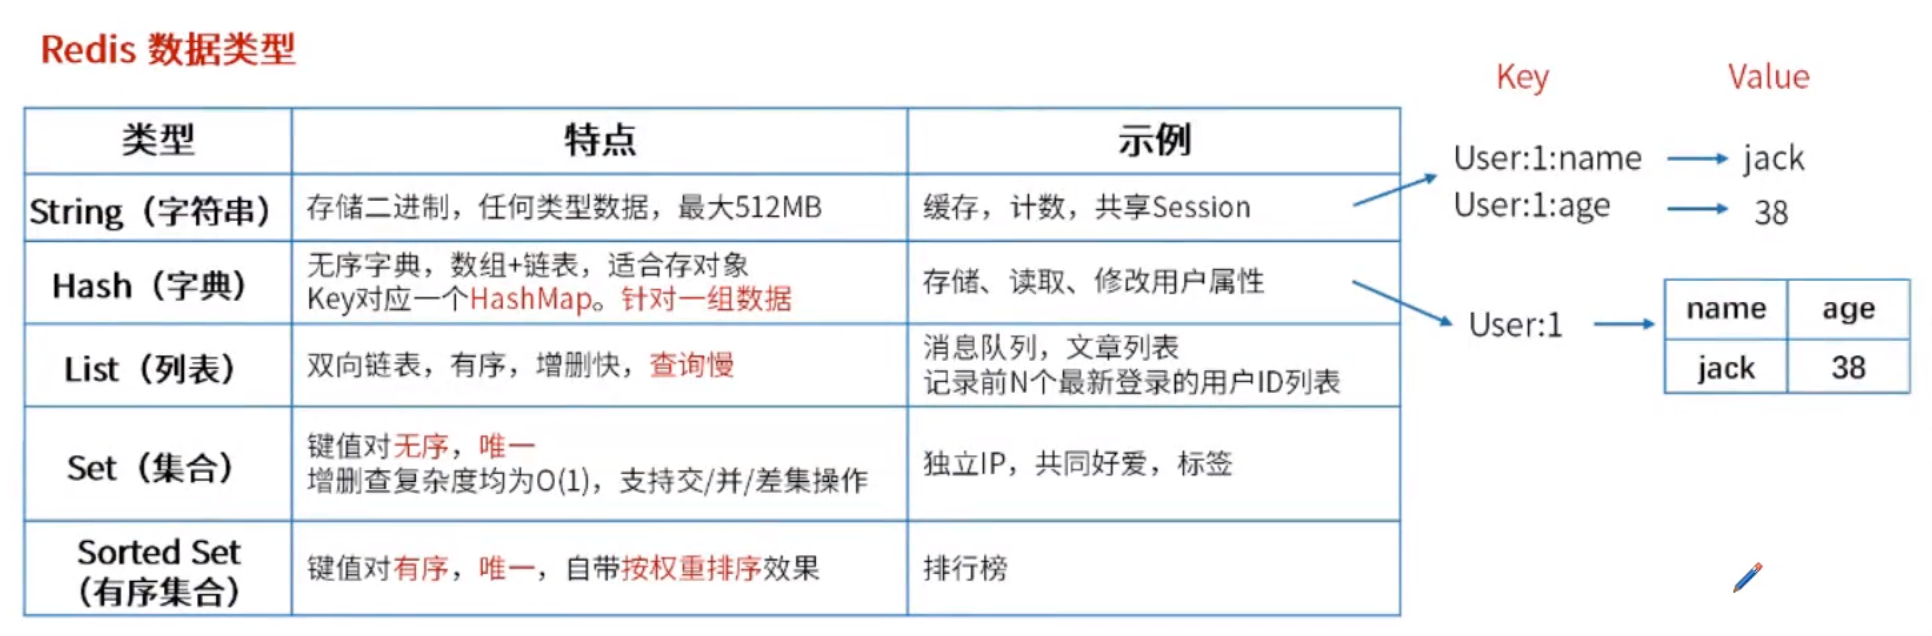 Redis 数据类型
Key Value
类型 特点 示例
String（字符串） 存储二进制，任何类型数据，最大512MB 缓存，计数，共享Session
User:1:name jack
User:1:age 38
Hash（字典）
无序字典，数组+链表，适合存对象
Key对应一个HashMap。针对一组数据
存储、读取、修改用户属性
User:1
name age
jack 38
List（列表） 双向链表，有序，增删快，查询慢
消息队列，文章列表
记录前N个最新登录的用户ID列表
Set（集合）
键值对无序，唯一
增删查复杂度均为O(1)，支持交/并/差集操作
独立IP，共同好爱，标签
Sorted Set
（有序集合）
键值对有序，唯一，自带按权重排序效果
排行榜